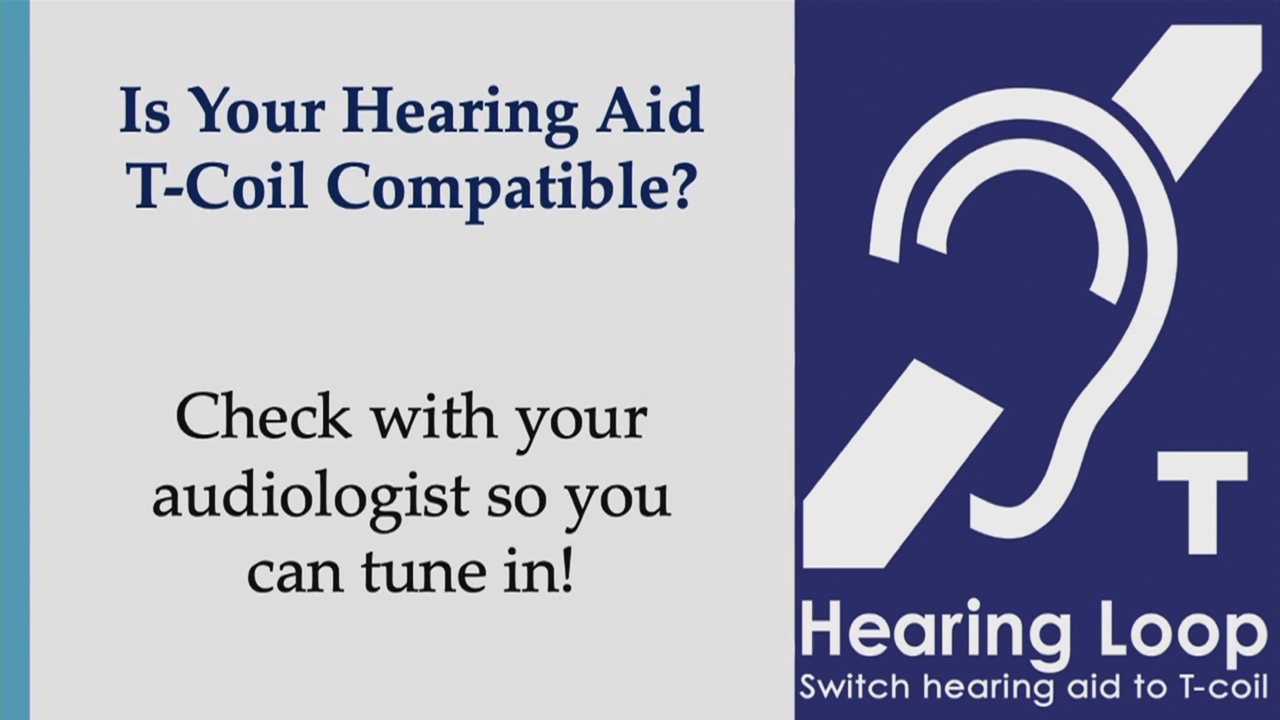 Is Your Hearing Aid
T-Coil Compatible?
Check with your
audiologist so you
can tune in!
T
Hearing Loop
Switch hearing aid to T-coil